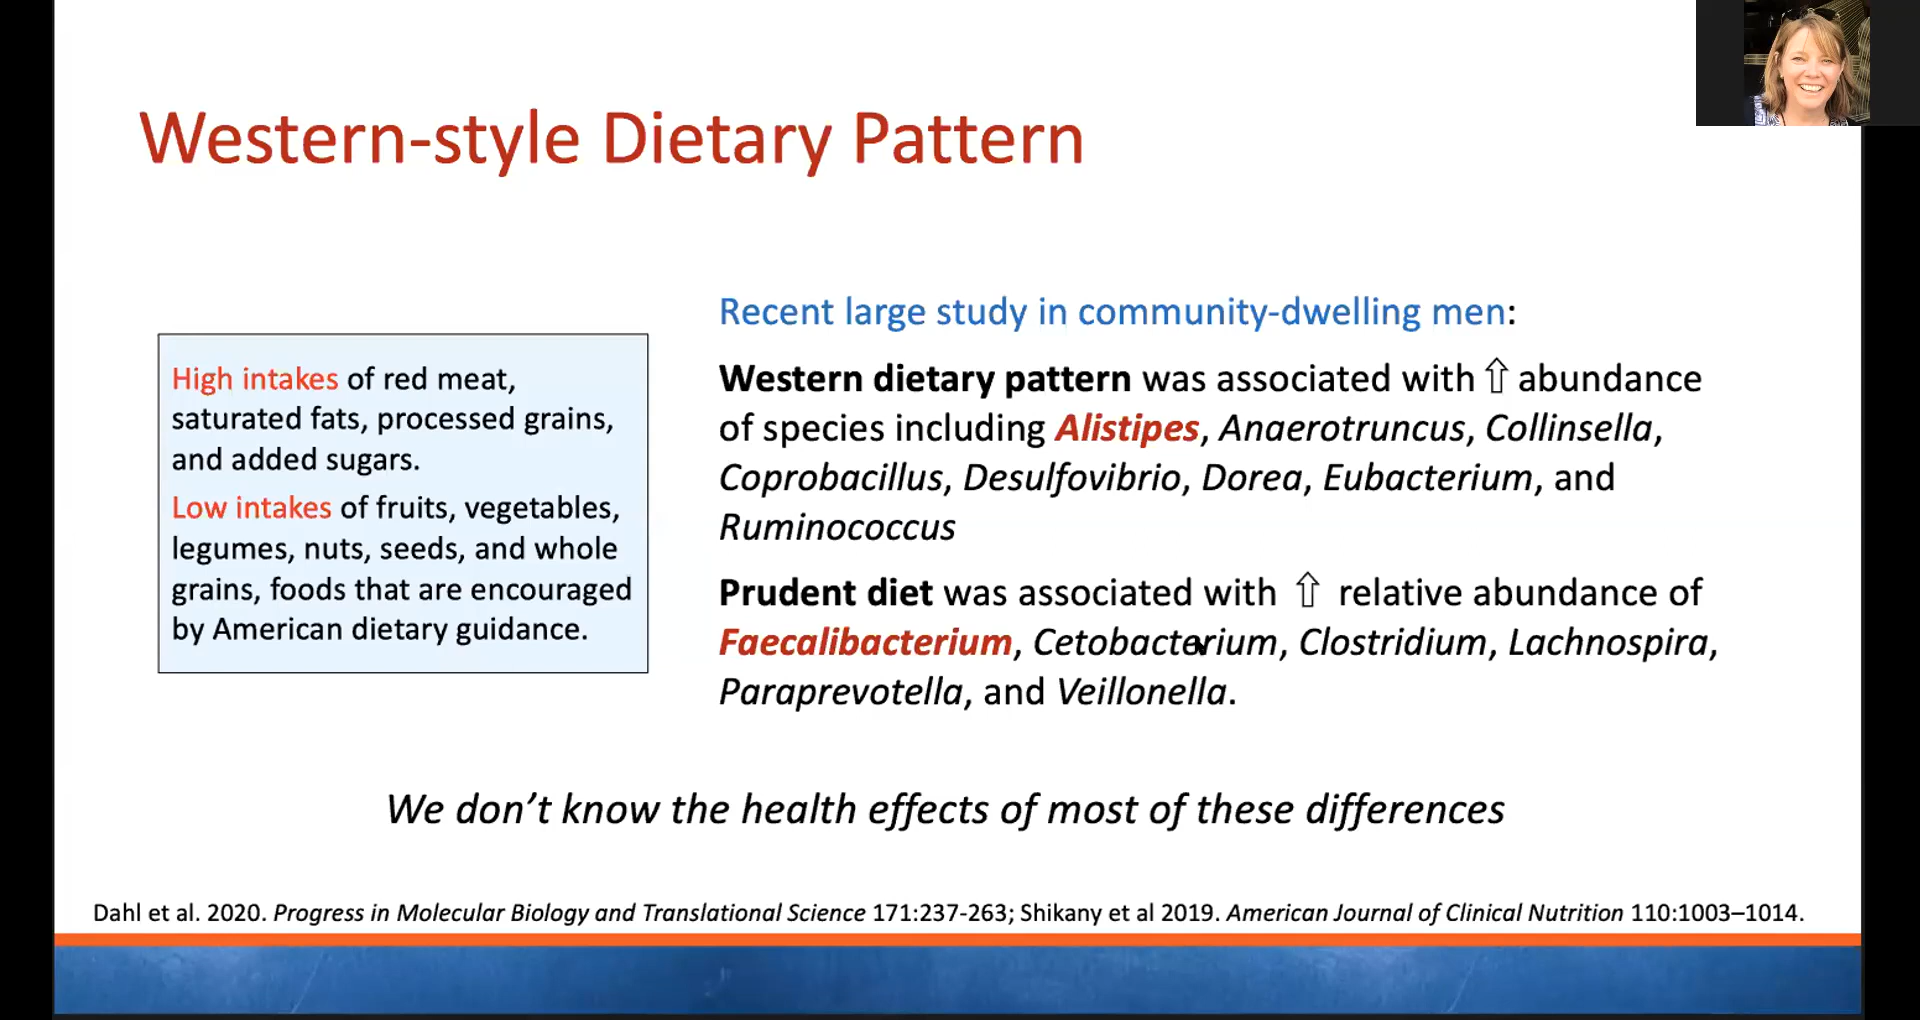 Western-style Dietary Pattern
High intakes of red meat,
saturated fats, processed grains,
and added sugars.
Low intakes of fruits, vegetables,
legumes, nuts, seeds, and whole
grains, foods that are encouraged
by American dietary guidance.
Recent large study in community-dwelling men:
Western dietary pattern was associated with ⇧ abundance
of species including Alistipes, Anaerotruncus, Collinsella,
Coprobacillus, Desulfovibrio, Dorea, Eubacterium, and
Ruminococcus
Prudent diet was associated with ⇧ relative abundance of
Faecalibacterium, Cetobacterium, Clostridium, Lachnospira,
Paraprevotella, and Veillonella.
We don’t know the health effects of most of these differences
Dahl et al. 2020. Progress in Molecular Biology and Translational Science 171:237-263; Shikany et al 2019. American Journal of Clinical Nutrition 110:1003–1014.